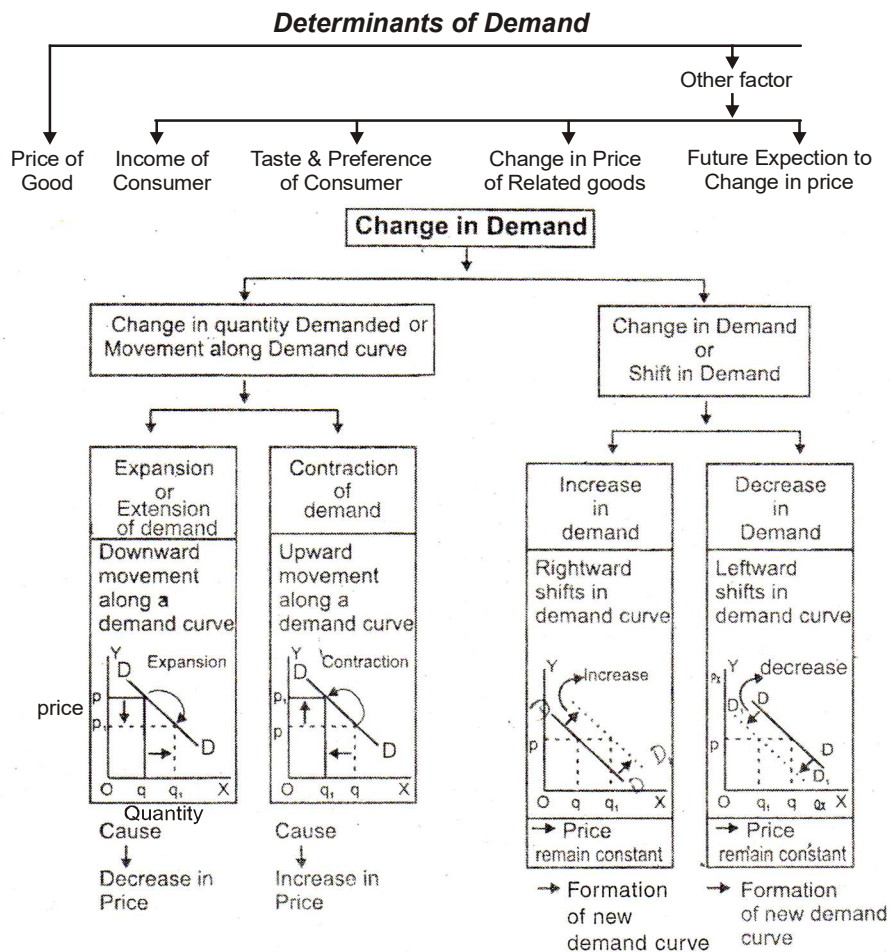 Determinants of Demand
Other factor
Price of
Good
Income of
Consumer
Taste & Preference
of Consumer
Change in Price
of Related goods
Future Expection to
Change in price
Change in Demand
Change in quantity Demanded or
Movement along Demand curve
Change in Demand
or
Shift in Demand
Expansion
or
Extension
of demand
Downward
movement
along a
demand curve
Y
D
Expansion
price
p
p₁
D
O
q
q₁
X
Quantity
Cause
Decrease in
Price
Contraction
of
demand
Upward
movement
along a
demand curve
Y
D
Contraction
p₁
p
D
O
q₁
q
X
Cause
Increase in
Price
Increase
in
demand
Rightward
shifts in
demand curve
Y
increase
D
p
D₁
D
O
q
q₁
X
Price
remain constant
Formation
of new
demand curve
Decrease
in
Demand
Leftward
shifts in
demand curve
Y
Px
decrease
D₁
D
p
D
D₁
O
q₁
q
Qx
X
Price
remain constant
Formation
of new demand
curve